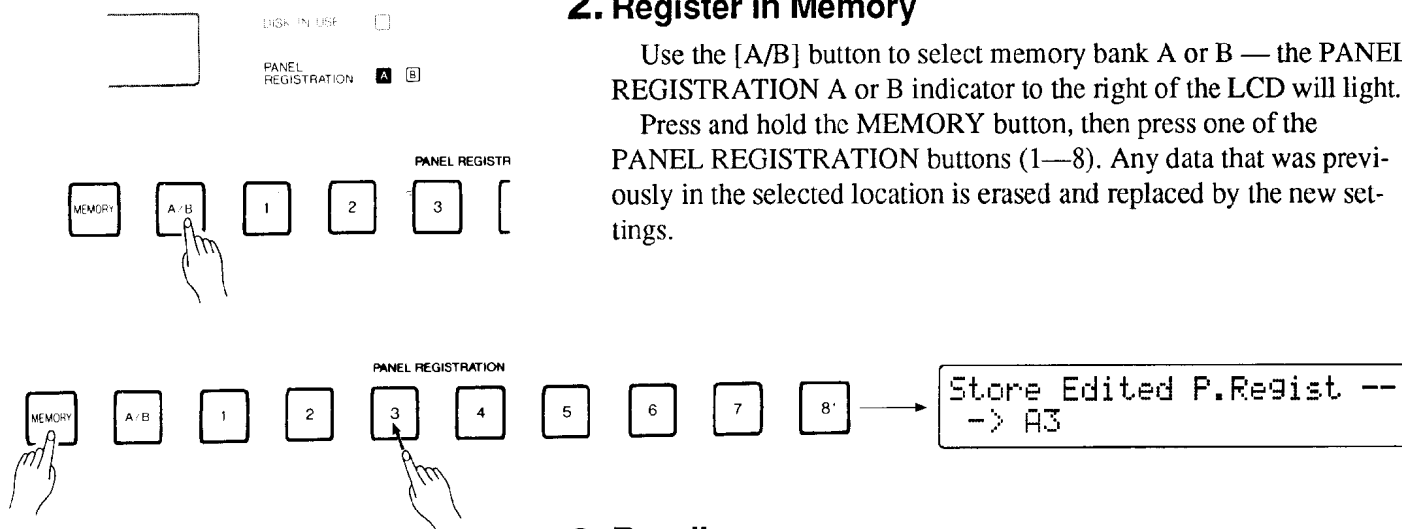 DISK IN USE
PANEL
REGISTRATION A B
2. Register in Memory
Use the [A/B] button to select memory bank A or B — the PANEL
REGISTRATION A or B indicator to the right of the LCD will light.
Press and hold the MEMORY button, then press one of the
PANEL REGISTRATION buttons (1—8). Any data that was previ-
ously in the selected location is erased and replaced by the new set-
tings.
PANEL REGISTR
MEMORY A/B 1 2 3
PANEL REGISTRATION
MEMORY A/B 1 2 3 4 5 6 7 8
Store Edited P.Regist --
-> A3